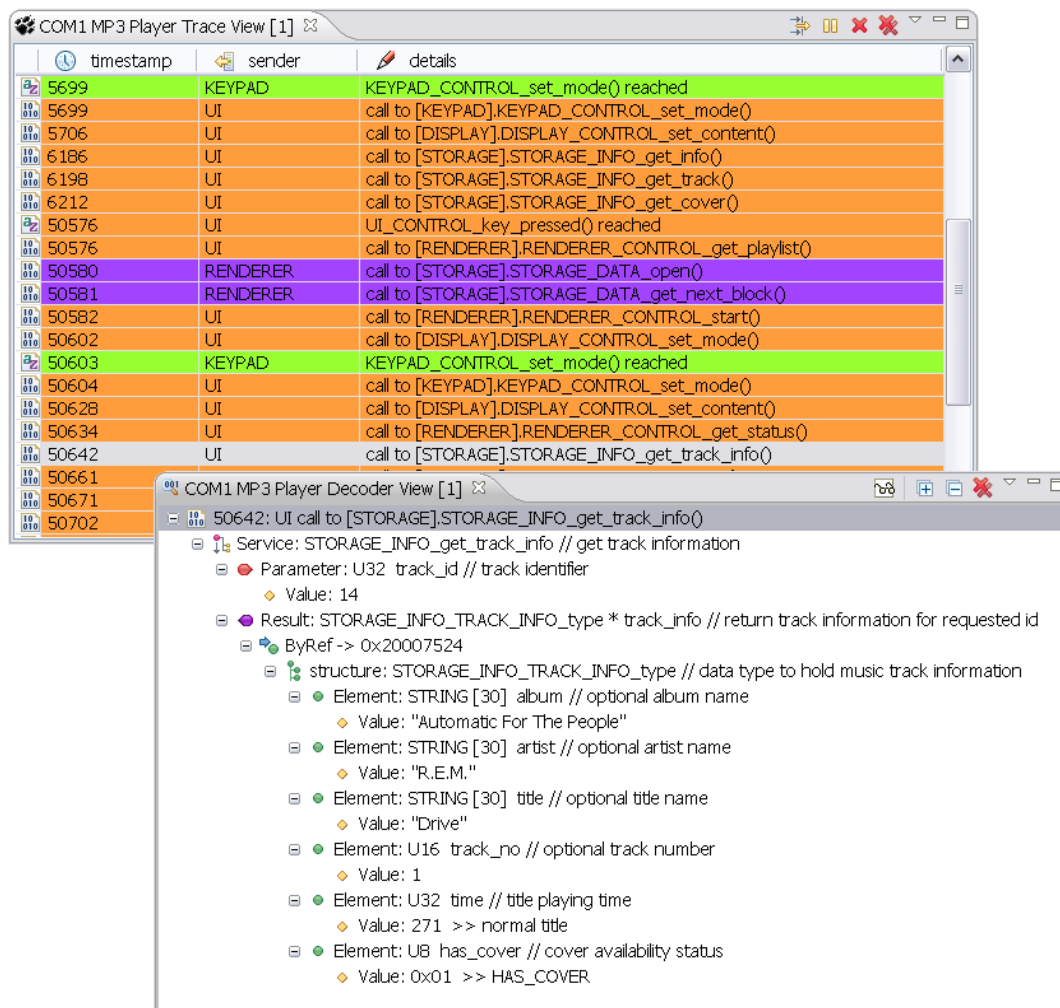 COM1 MP3 Player Trace View [1]
timestamp sender details
5699 KEYPAD KEYPAD_CONTROL_set_mode() reached
5699 UI call to [KEYPAD].KEYPAD_CONTROL_set_mode()
5706 UI call to [DISPLAY].DISPLAY_CONTROL_set_content()
6186 UI call to [STORAGE].STORAGE_INFO_get_info()
6198 UI call to [STORAGE].STORAGE_INFO_get_track()
6212 UI call to [STORAGE].STORAGE_INFO_get_cover()
50576 UI UI_CONTROL_key_pressed() reached
50576 UI call to [RENDERER].RENDERER_CONTROL_get_playlist()
50580 RENDERER call to [STORAGE].STORAGE_DATA_open()
50581 RENDERER call to [STORAGE].STORAGE_DATA_get_next_block()
50582 UI call to [RENDERER].RENDERER_CONTROL_start()
50602 UI call to [DISPLAY].DISPLAY_CONTROL_set_mode()
50603 KEYPAD KEYPAD_CONTROL_set_mode() reached
50604 UI call to [KEYPAD].KEYPAD_CONTROL_set_mode()
50628 UI call to [DISPLAY].DISPLAY_CONTROL_set_content()
50634 UI call to [RENDERER].RENDERER_CONTROL_get_status()
50642 UI call to [STORAGE].STORAGE_INFO_get_track_info()
50661
50671
50702
COM1 MP3 Player Decoder View [1]
50642: UI call to [STORAGE].STORAGE_INFO_get_track_info()
Service: STORAGE_INFO_get_track_info // get track information
Parameter: U32 track_id // track identifier
Value: 14
Result: STORAGE_INFO_TRACK_INFO_type * track_info // return track information for requested id
ByRef -> 0x20007524
structure: STORAGE_INFO_TRACK_INFO_type // data type to hold music track information
Element: STRING [30] album // optional album name
Value: "Automatic For The People"
Element: STRING [30] artist // optional artist name
Value: "R.E.M."
Element: STRING [30] title // optional title name
Value: "Drive"
Element: U16 track_no // optional track number
Value: 1
Element: U32 time // title playing time
Value: 271 >> normal title
Element: U8 has_cover // cover availability status
Value: 0x01 >> HAS_COVER